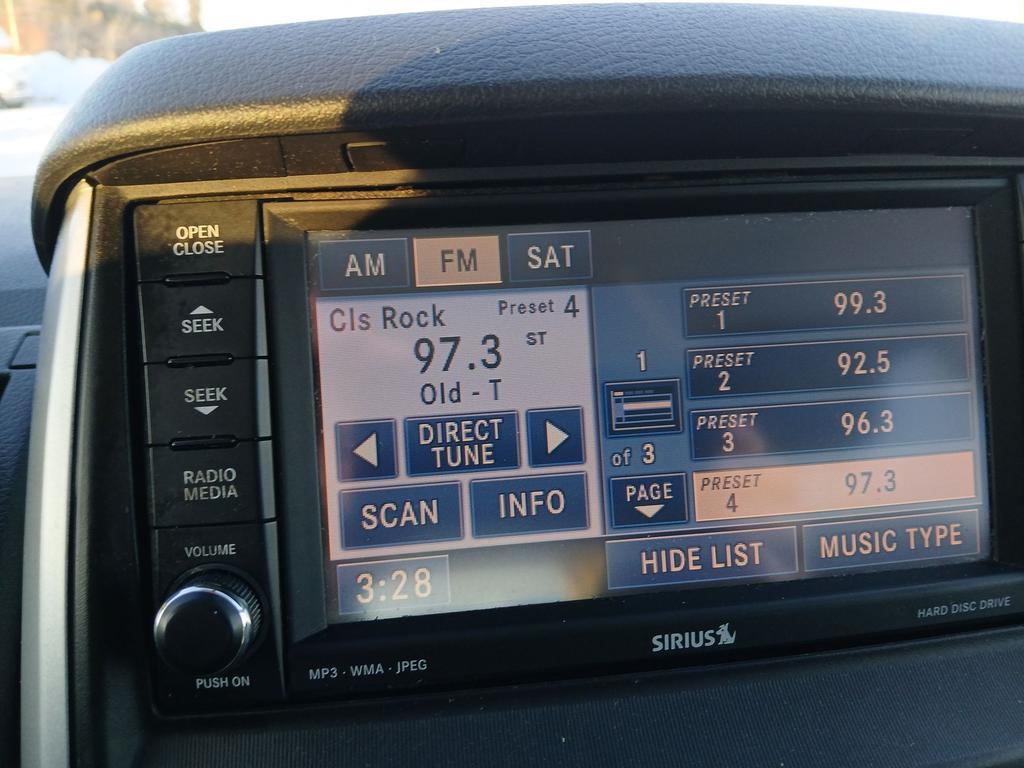 OPEN
CLOSE
SEEK
SEEK
RADIO
MEDIA
VOLUME
PUSH ON
AM FM SAT
Cls Rock Preset 4
97.3 ST
Old - T
DIRECT
TUNE
SCAN INFO
3:28
1
of 3
PAGE
PRESET
1 99.3
PRESET
2 92.5
PRESET
3 96.3
PRESET
4 97.3
HIDE LIST MUSIC TYPE
MP3 · WMA · JPEG
SIRIUS
HARD DISC DRIVE